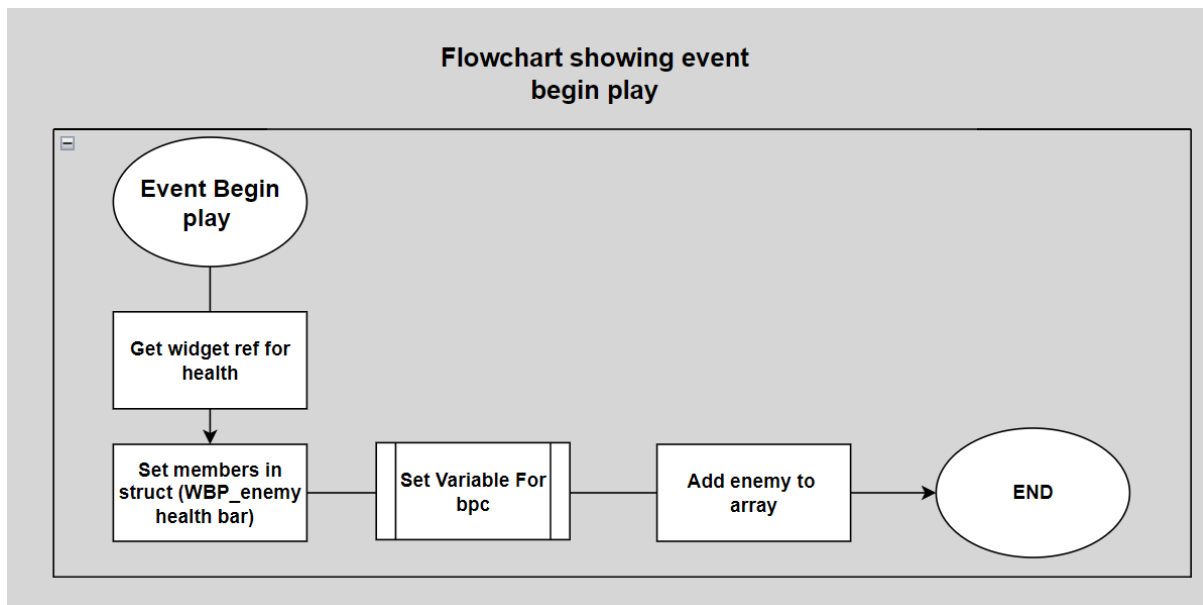 Flowchart showing event
begin play
Event Begin
play
Get widget ref for
health
Set members in
struct (WBP_enemy
health bar)
Set Variable For
bpc
Add enemy to
array
END